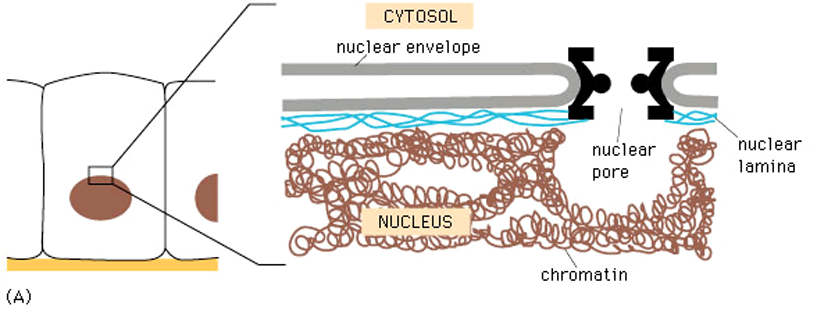 CYTOSOL
nuclear envelope
nuclear
pore
nuclear
lamina
NUCLEUS
chromatin
(A)